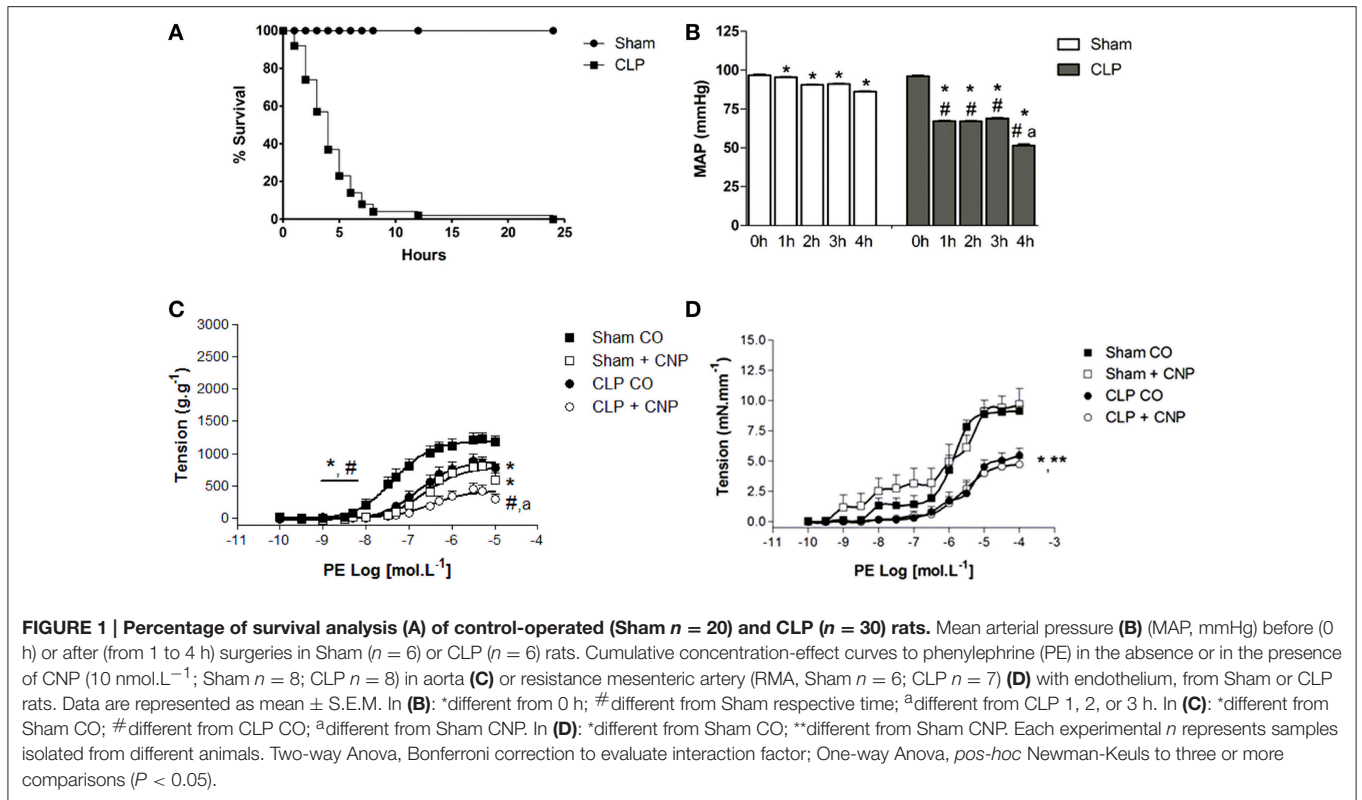 A
100
80
60
40
20
0
% Survival
0 5 10 15 20 25
Hours
Sham
CLP
B
125
100
75
50
25
0
MAP (mmHg)
* * * *
* * * *
# # # # a
0h 1h 2h 3h 4h 0h 1h 2h 3h 4h
Sham
CLP
C
3000
2500
2000
1500
1000
500
0
Tension (g.g⁻¹)
*, #
*
*
#,a
-11 -10 -9 -8 -7 -6 -5 -4
PE Log [mol.L⁻¹]
Sham CO
Sham + CNP
CLP CO
CLP + CNP
D
15.0
12.5
10.0
7.5
5.0
2.5
0.0
Tension (mN.mm⁻¹)
*,**
-11 -10 -9 -8 -7 -6 -5 -4 -3
PE Log [mol.L⁻¹]
Sham CO
Sham + CNP
CLP CO
CLP + CNP
FIGURE 1 | Percentage of survival analysis (A) of control-operated (Sham n = 20) and CLP (n = 30) rats. Mean arterial pressure (B) (MAP, mmHg) before (0
h) or after (from 1 to 4 h) surgeries in Sham (n = 6) or CLP (n = 6) rats. Cumulative concentration-effect curves to phenylephrine (PE) in the absence or in the presence
of CNP (10 nmol.L⁻¹; Sham n = 8; CLP n = 8) in aorta (C) or resistance mesenteric artery (RMA, Sham n = 6; CLP n = 7) (D) with endothelium, from Sham or CLP
rats. Data are represented as mean ± S.E.M. In (B): *different from 0 h; #different from Sham respective time; ᵃdifferent from CLP 1, 2, or 3 h. In (C): *different from
Sham CO; #different from CLP CO; ᵃdifferent from Sham CNP. In (D): *different from Sham CO; **different from Sham CNP. Each experimental n represents samples
isolated from different animals. Two-way Anova, Bonferroni correction to evaluate interaction factor; One-way Anova, pos-hoc Newman-Keuls to three or more
comparisons (P < 0.05).